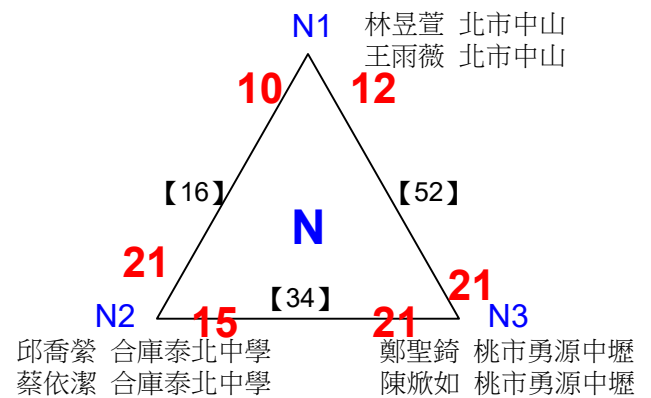 N1 林昱萱 北市中山
王雨薇 北市中山
10 12
【16】 【52】
N
21 21
【34】
N2 15 21 N3
邱喬縈 合庫泰北中學 鄭聖錡 桃市勇源中壢
蔡依潔 合庫泰北中學 陳焮如 桃市勇源中壢